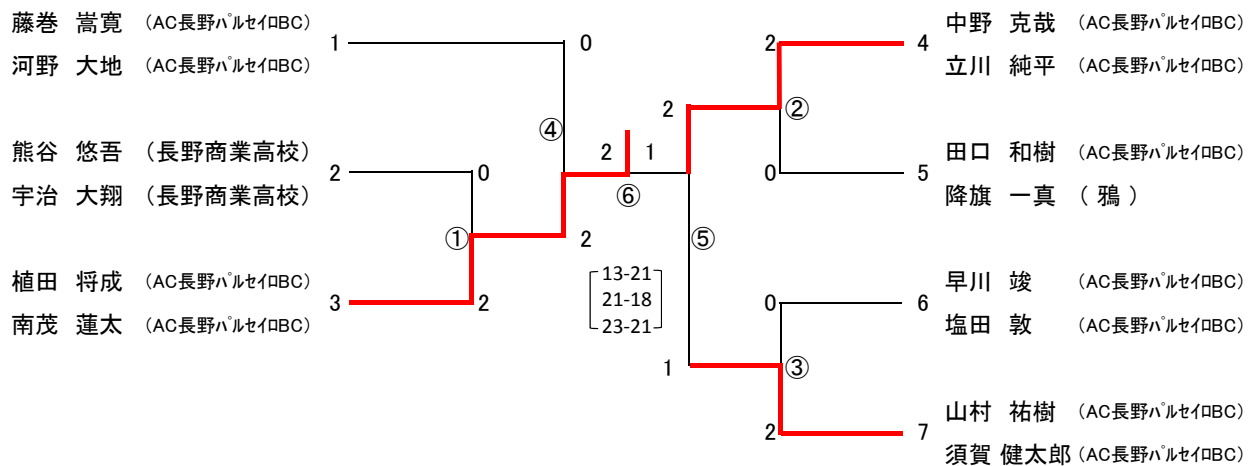 藤巻 嵩寛 (AC長野パルセイロBC)
1
河野 大地 (AC長野パルセイロBC)
0
④
熊谷 悠吾 (長野商業高校)
2
宇治 大翔 (長野商業高校)
0
①
2
植田 将成 (AC長野パルセイロBC)
3
南茂 蓮太 (AC長野パルセイロBC)
2
2 1
⑥
13-21
21-18
23-21
中野 克哉 (AC長野パルセイロBC)
2 4
立川 純平 (AC長野パルセイロBC)
2
②
田口 和樹 (AC長野パルセイロBC)
0 5
降旗 一真 (鴉)
⑤
早川 竣 (AC長野パルセイロBC)
0 6
塩田 敦 (AC長野パルセイロBC)
1
③
山村 祐樹 (AC長野パルセイロBC)
2 7
須賀 健太郎 (AC長野パルセイロBC)